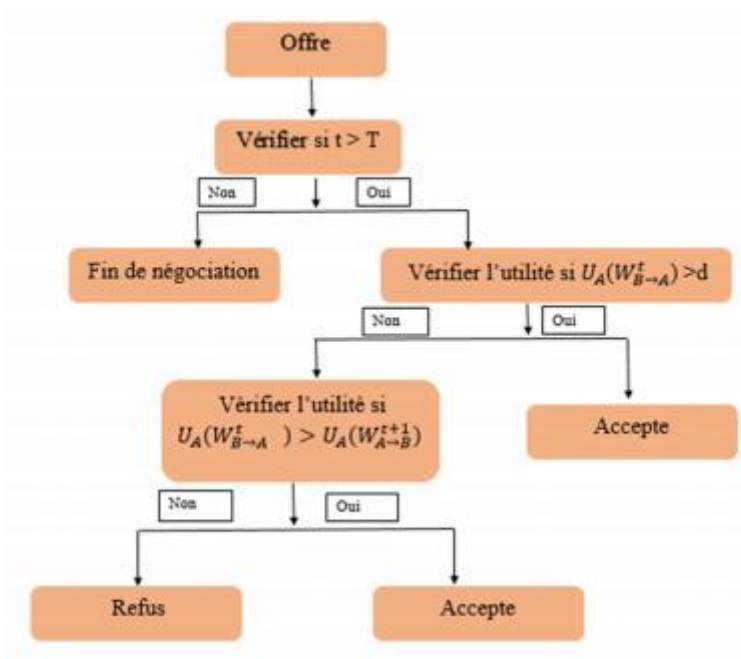 Offre
Vérifier si t > T
Non
Oui
Fin de négociation
Vérifier l'utilité si U_A(W^t_{B→A}) >d
Non
Oui
Vérifier l'utilité si
U_A(W^t_{B→A} ) > U_A(W^{t+1}_{A→B})
Accepte
Non
Oui
Refus
Accepte